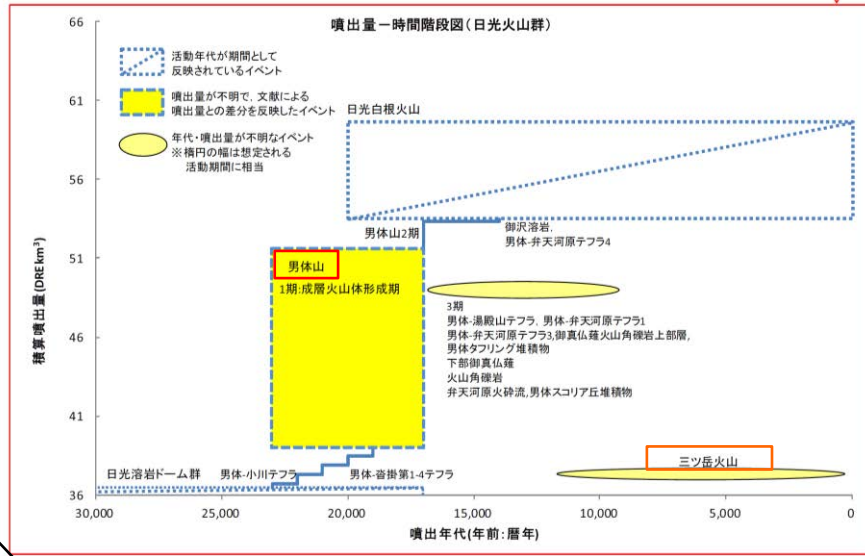 噴出量－時間階段図(日光火山群)
66
61
56
51
46
41
36
積算噴出量(DREkm³)
活動年代が期間として
反映されているイベント
噴出量が不明で、文献による
噴出量との差分を反映したイベント
年代・噴出量が不明なイベント
※楕円の幅は想定される
活動期間に相当
日光白根火山
男体山2期
御沢溶岩、
男体-弁天河原テフラ4
男体山
1期:成層火山体形成期
3期
男体-湯殿山テフラ、男体-弁天河原テフラ1
男体-弁天河原テフラ3,御真仏薙火山角礫岩上部層,
男体タフリング堆積物
下部御真仏薙
火山角礫岩
弁天河原火砕流,男体スコリア丘堆積物
三ツ岳火山
日光溶岩ドーム群
男体-小川テフラ
男体-沓掛第1-4テフラ
30,000
25,000
20,000
15,000
10,000
5,000
0
噴出年代(年前:暦年)